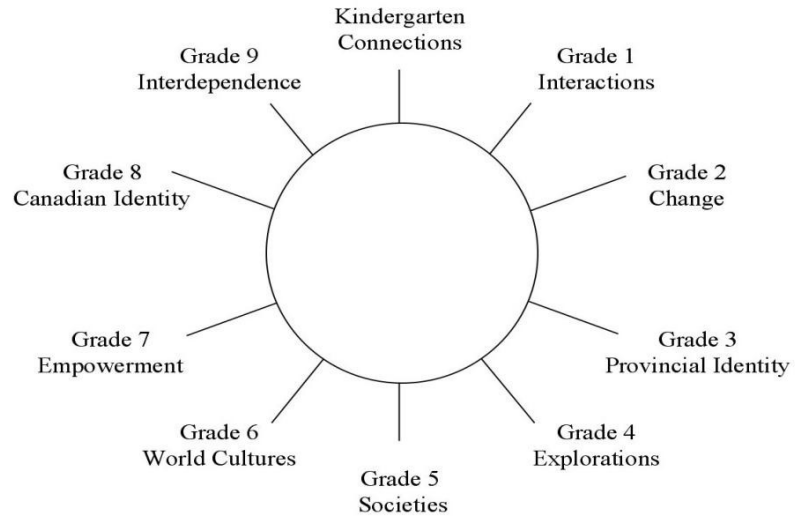 Kindergarten
Connections
Grade 1
Interactions
Grade 2
Change
Grade 3
Provincial Identity
Grade 4
Explorations
Grade 5
Societies
Grade 6
World Cultures
Grade 7
Empowerment
Grade 8
Canadian Identity
Grade 9
Interdependence